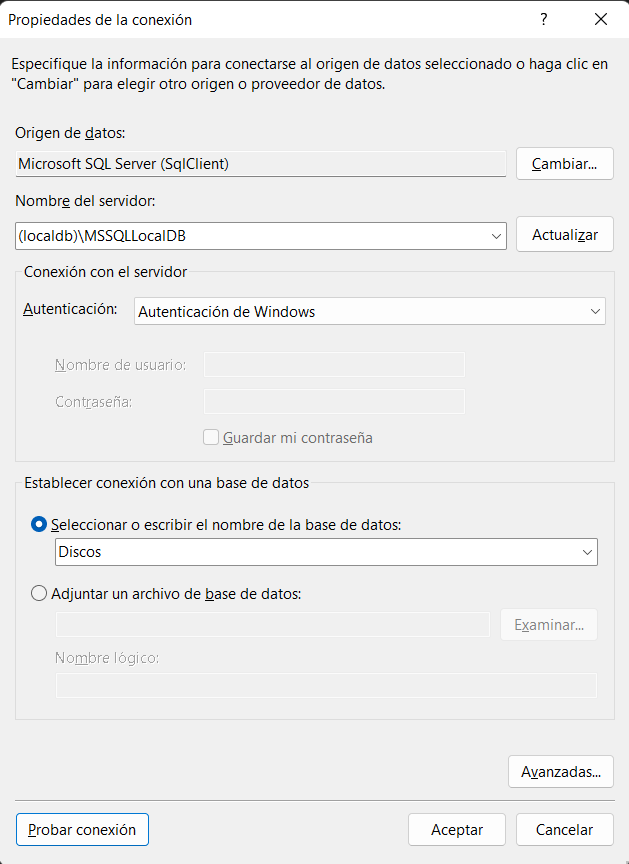 Propiedades de la conexión
?
Especifique la información para conectarse al origen de datos seleccionado o haga clic en
"Cambiar" para elegir otro origen o proveedor de datos.
Origen de datos:
Microsoft SQL Server (SqlClient)
Cambiar...
Nombre del servidor:
(localdb)\MSSQLLocalDB
Actualizar
Conexión con el servidor
Autenticación:
Autenticación de Windows
Nombre de usuario:
Contraseña:
Guardar mi contraseña
Establecer conexión con una base de datos
Seleccionar o escribir el nombre de la base de datos:
Discos
Adjuntar un archivo de base de datos:
Examinar...
Nombre lógico:
Avanzadas...
Probar conexión
Aceptar
Cancelar